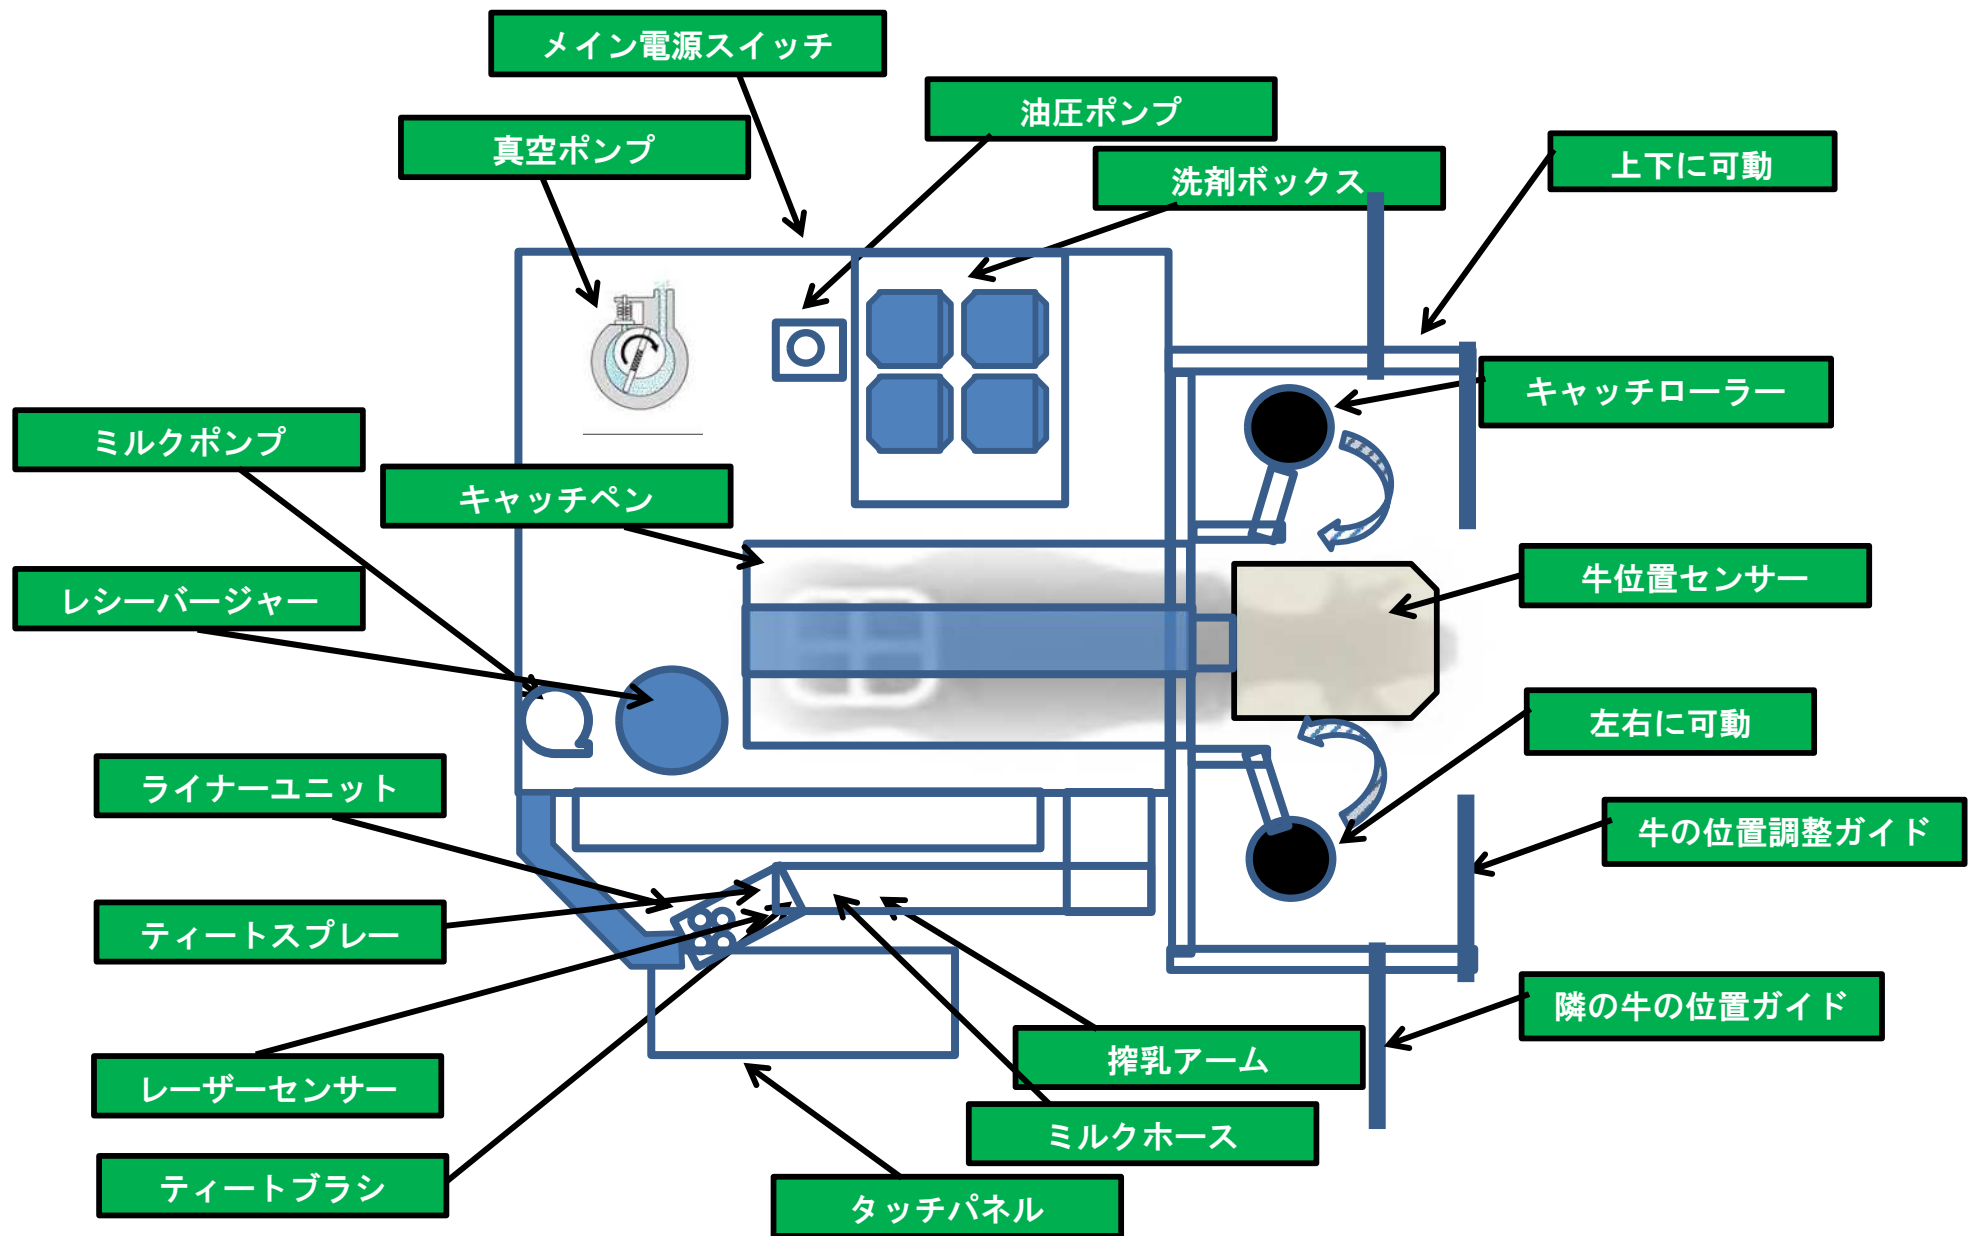 メイン電源スイッチ
油圧ポンプ
真空ポンプ
上下に可動
洗剤ボックス
キャッチローラー
ミルクポンプ
キャッチペン
牛位置センサー
レシーバージャー
左右に可動
ライナーユニット
牛の位置調整ガイド
ティートスプレー
隣の牛の位置ガイド
搾乳アーム
レーザーセンサー
ミルクホース
ティートブラシ
タッチパネル